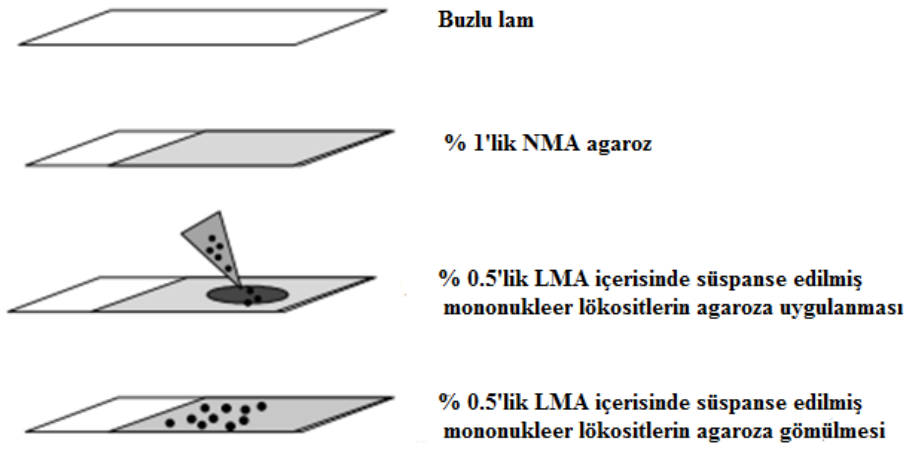 Buzlu lam
% 1'lik NMA agaroz
% 0.5'lik LMA içerisinde süspanse edilmiş
mononukleer lökositlerin agaroza uygulanması
% 0.5'lik LMA içerisinde süspanse edilmiş
mononukleer lökositlerin agaroza gömülmesi